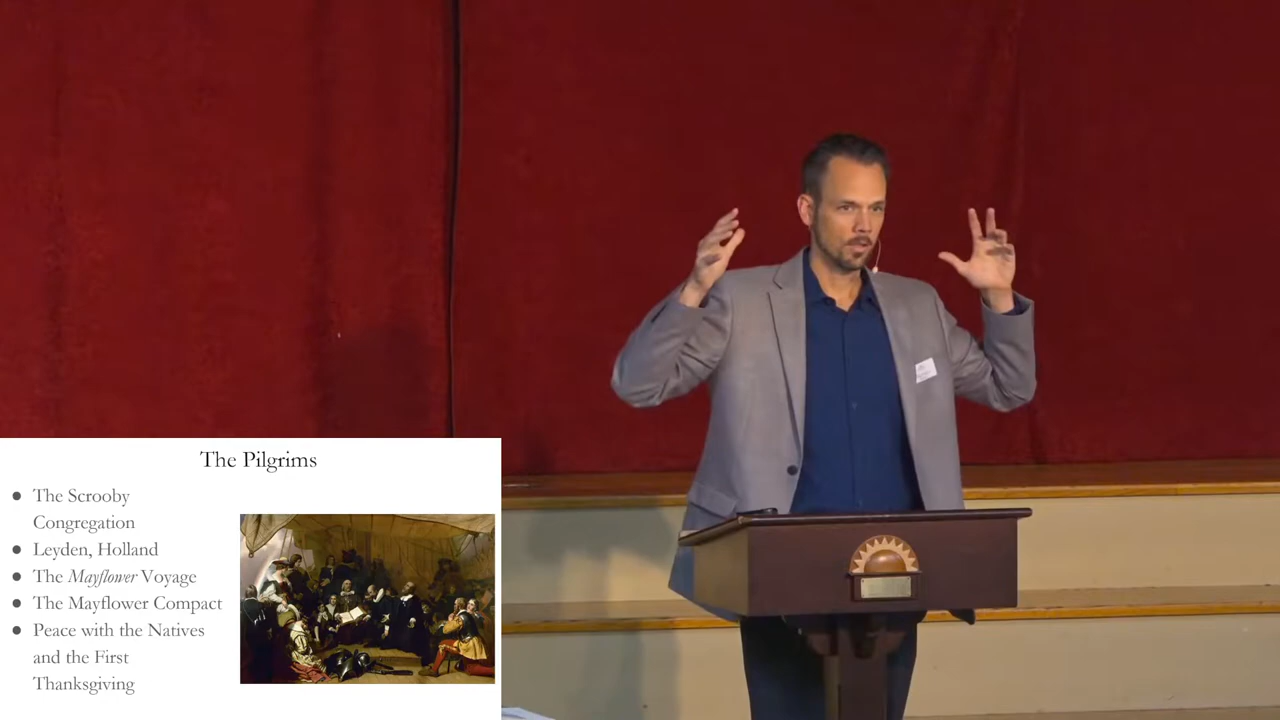 The Pilgrims
● The Scrooby
Congregation
● Leyden, Holland
● The Mayflower Voyage
● The Mayflower Compact
● Peace with the Natives
and the First
Thanksgiving